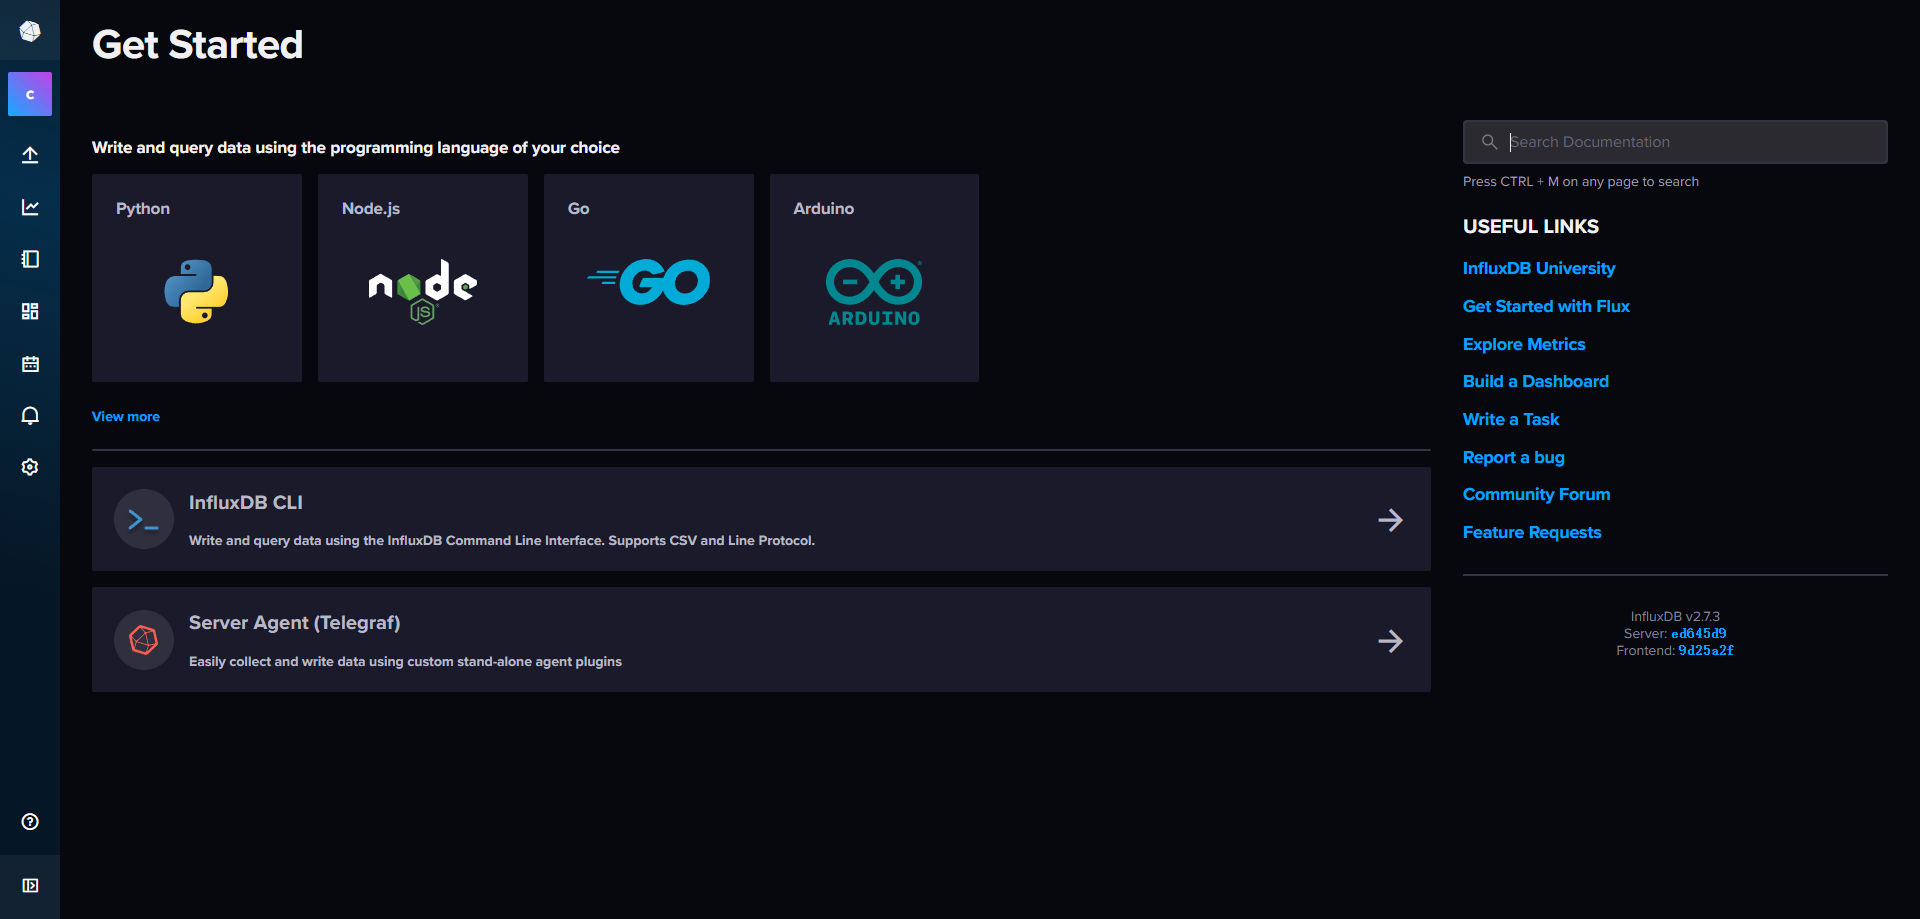 Get Started
C
Write and query data using the programming language of your choice
Python
Node.js
Go
Arduino
node
JS
GO
ARDUINO
View more
InfluxDB CLI
Write and query data using the InfluxDB Command Line Interface. Supports CSV and Line Protocol.
Server Agent (Telegraf)
Easily collect and write data using custom stand-alone agent plugins
Search Documentation
Press CTRL + M on any page to search
USEFUL LINKS
InfluxDB University
Get Started with Flux
Explore Metrics
Build a Dashboard
Write a Task
Report a bug
Community Forum
Feature Requests
InfluxDB v2.7.3
Server: ed645d9
Frontend: 9d25a2f